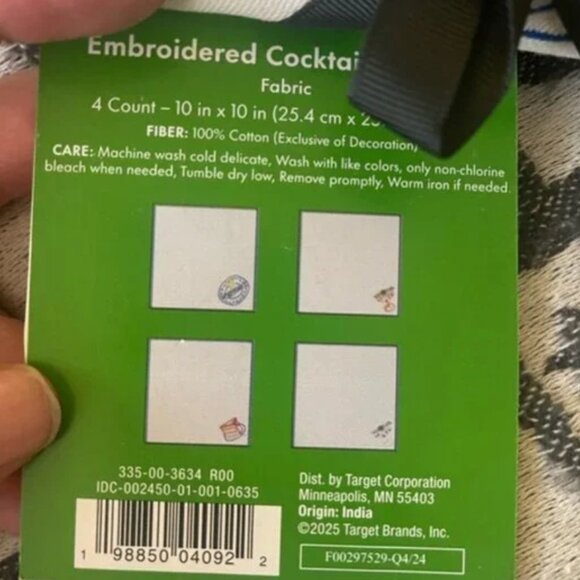 Embroidered Cocktai
Fabric
4 Count – 10 in x 10 in (25.4 cm x 25
FIBER: 100% Cotton (Exclusive of Decoration)
CARE: Machine wash cold delicate, Wash with like colors, only non-chlorine
bleach when needed, Tumble dry low, Remove promptly, Warm iron if needed.
335-00-3634 R00
IDC-002450-01-001-0635
1 98850 04092 2
Dist. by Target Corporation
Minneapolis, MN 55403
Origin: India
©2025 Target Brands, Inc.
F00297529-Q4/24